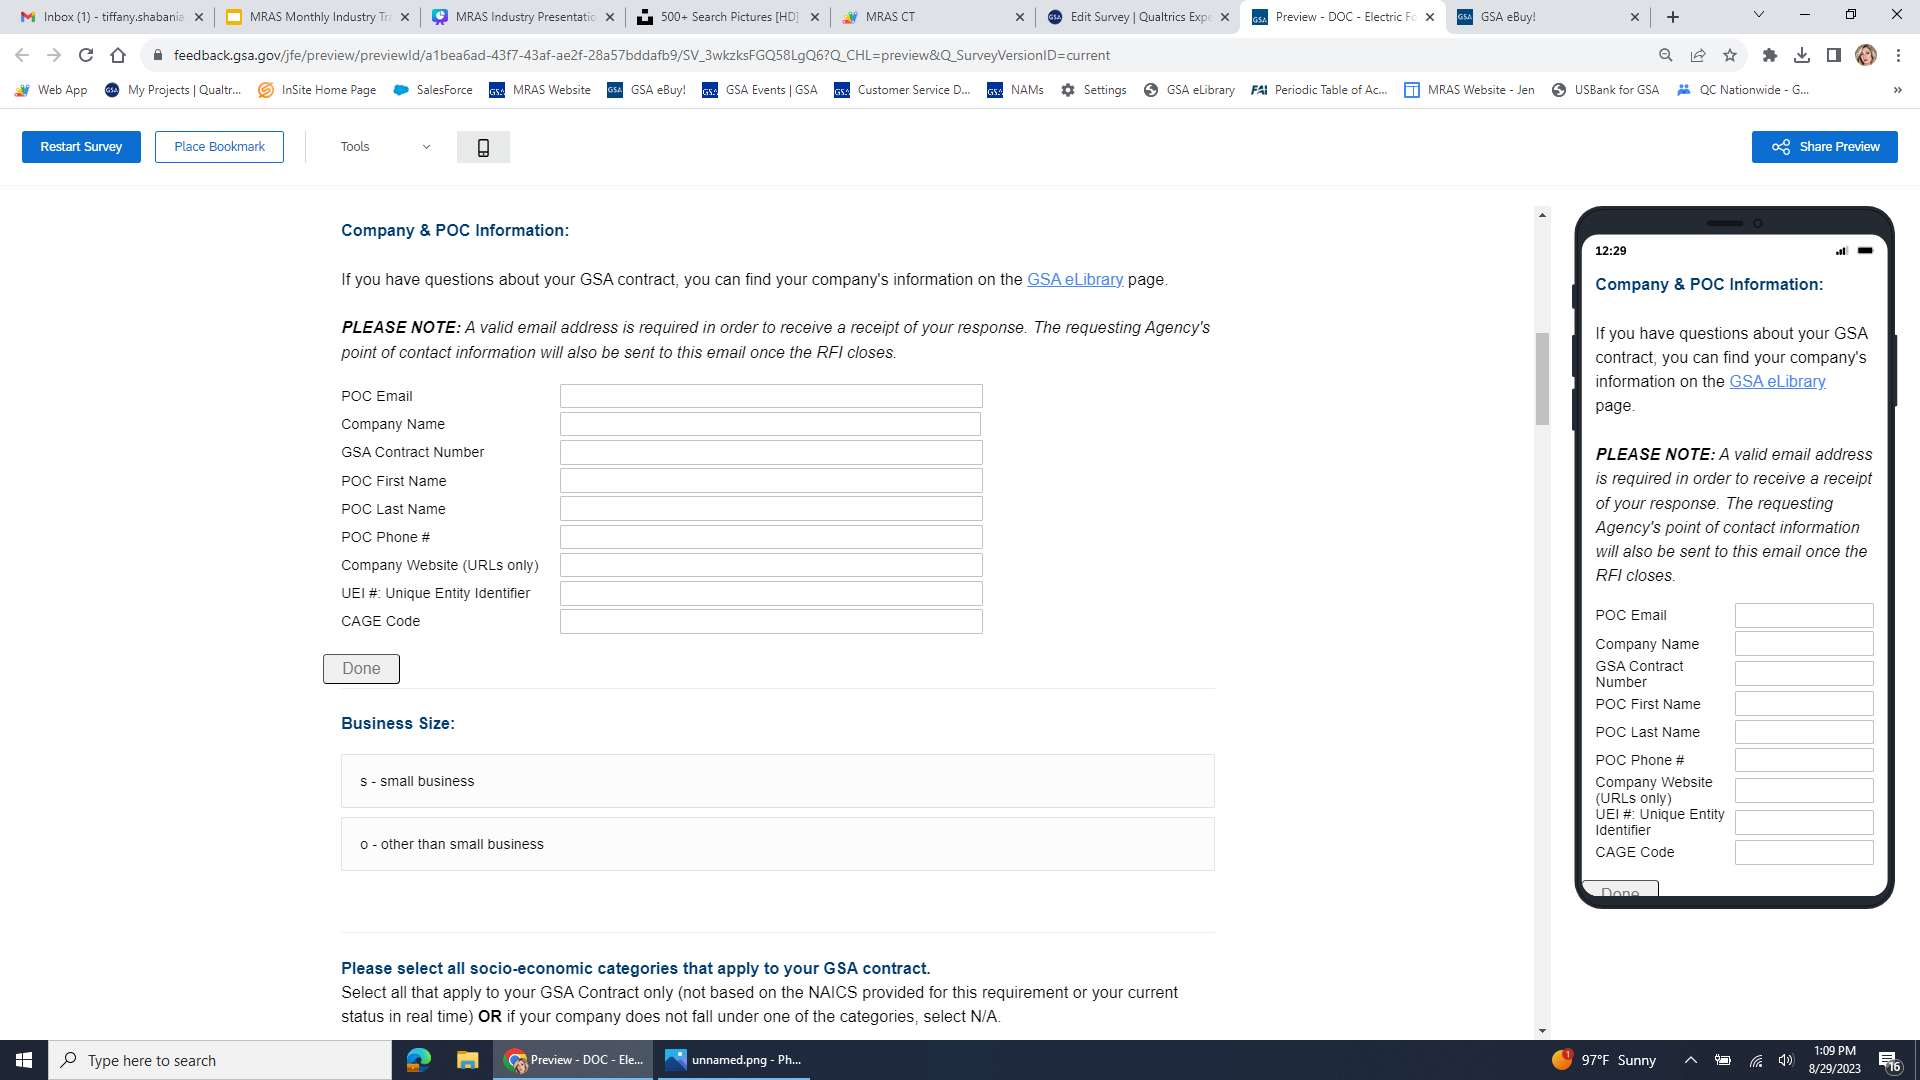 Inbox (1) - tiffany.shabania
MRAS Monthly Industry Tra
MRAS Industry Presentatio
500+ Search Pictures [HD]
MRAS CT
Edit Survey | Qualtrics Expe
Preview - DOC - Electric Fo
GSA eBuy!
feedback.gsa.gov/jfe/preview/previewId/a1bea6ad-43f7-43af-ae2f-28a57bddafb9/SV_3wkzksFGQ58LgQ6?Q_CHL=preview&Q_SurveyVersionID=current
Web App
My Projects | Qualtr...
InSite Home Page
SalesForce
MRAS Website
GSA eBuy!
GSA Events | GSA
Customer Service D...
NAMs
Settings
GSA eLibrary
FAI Periodic Table of Ac...
MRAS Website - Jen
USBank for GSA
QC Nationwide - G...
»
Restart Survey
Place Bookmark
Tools
Share Preview
Company & POC Information:
If you have questions about your GSA contract, you can find your company's information on the GSA eLibrary page.
PLEASE NOTE: A valid email address is required in order to receive a receipt of your response. The requesting Agency's
point of contact information will also be sent to this email once the RFI closes.
POC Email
Company Name
GSA Contract Number
POC First Name
POC Last Name
POC Phone #
Company Website (URLs only)
UEI #: Unique Entity Identifier
CAGE Code
Done
Business Size:
s - small business
o - other than small business
Please select all socio-economic categories that apply to your GSA contract.
Select all that apply to your GSA Contract only (not based on the NAICS provided for this requirement or your current
status in real time) OR if your company does not fall under one of the categories, select N/A.
12:29
Company & POC Information:
If you have questions about your GSA
contract, you can find your company's
information on the GSA eLibrary
page.
PLEASE NOTE: A valid email address
is required in order to receive a receipt
of your response. The requesting
Agency's point of contact information
will also be sent to this email once the
RFI closes.
POC Email
Company Name
GSA Contract
Number
POC First Name
POC Last Name
POC Phone #
Company Website
(URLs only)
UEI #: Unique Entity
Identifier
CAGE Code
Done
Type here to search
Preview - DOC - Ele...
unnamed.png - Ph...
1
97°F Sunny
1:09 PM
8/29/2023
16